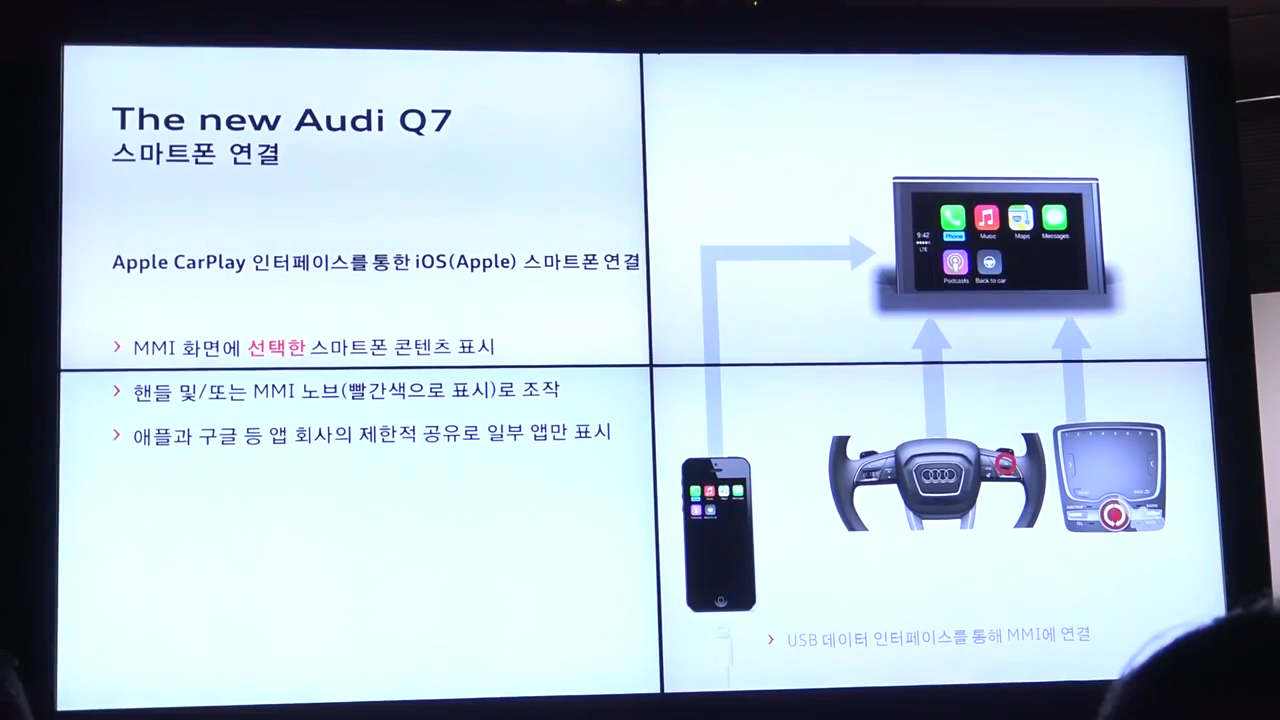 The new Audi Q7
스마트폰 연결
Apple CarPlay 인터페이스를 통한 iOS(Apple) 스마트폰 연결
› MMI 화면에 선택한 스마트폰 콘텐츠 표시
› 핸들 및/또는 MMI 노브(빨간색으로 표시)로 조작
› 애플과 구글 등 앱 회사의 제한적 공유로 일부 앱만 표시
9:42
LTE
Phone Music Maps Messages
Podcasts Back to car
› USB 데이터 인터페이스를 통해 MMI에 연결